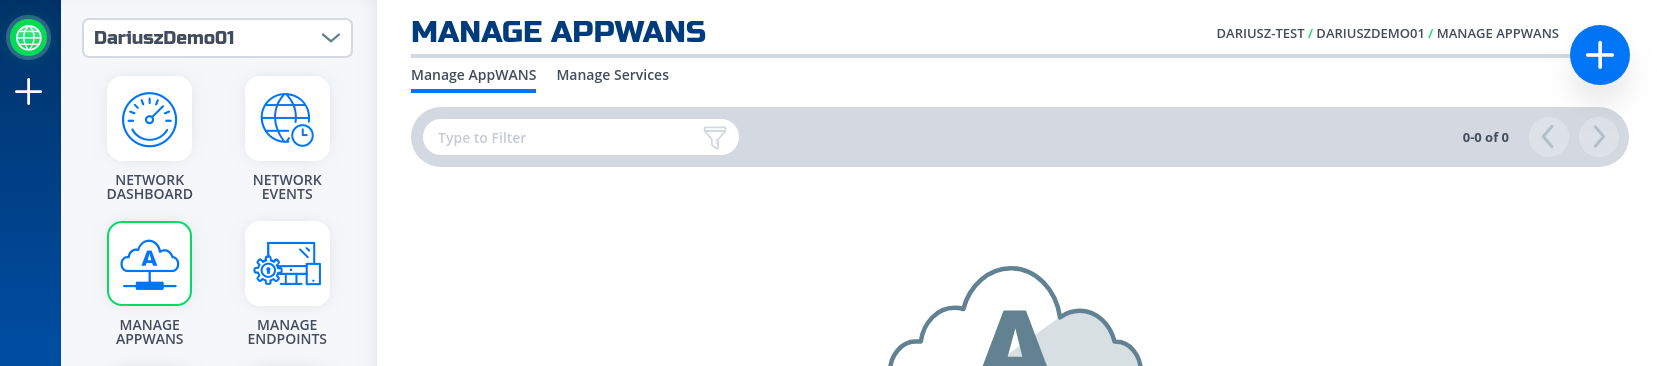 DariuszDemo01
NETWORK
DASHBOARD
NETWORK
EVENTS
A
MANAGE
APPWANS
MANAGE
ENDPOINTS
MANAGE APPWANS
DARIUSZ-TEST / DARIUSZDEMO01 / MANAGE APPWANS
Manage AppWANS Manage Services
Type to Filter
0-0 of 0
A